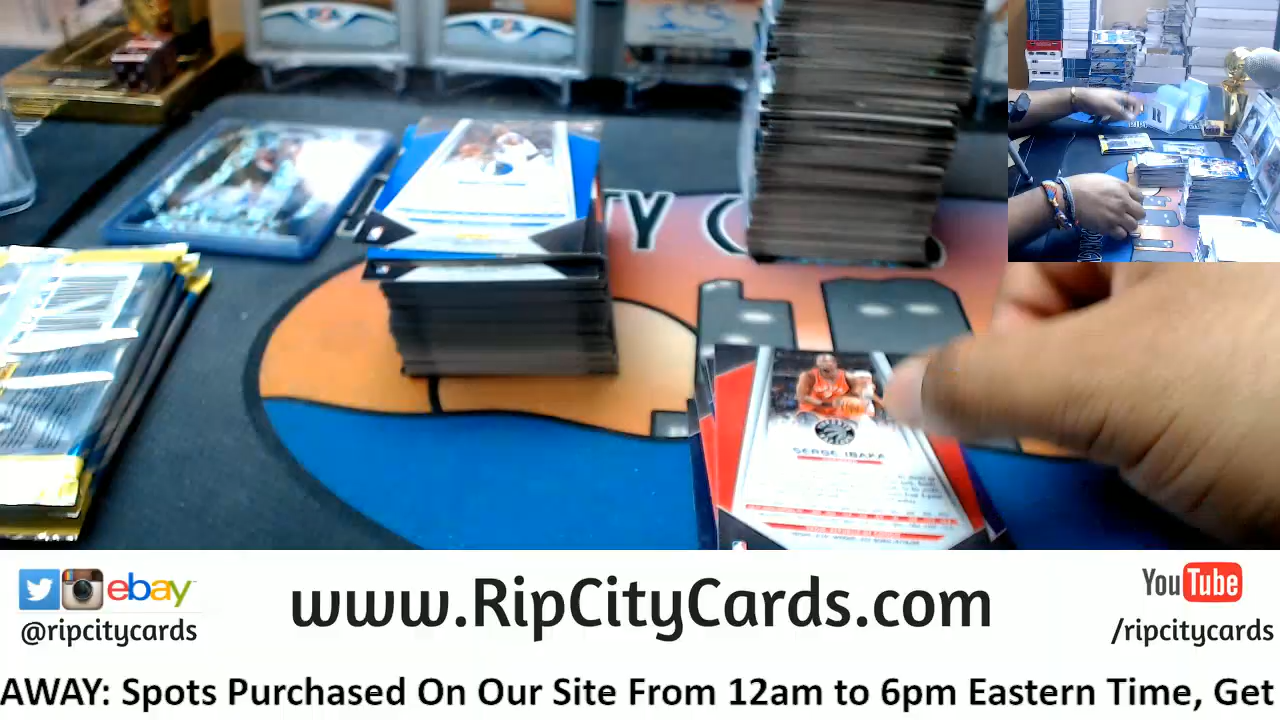 TY C
SERGE IBAKA
ebay
@ripcitycards
www.RipCityCards.com
YouTube
/ripcitycards
AWAY: Spots Purchased On Our Site From 12am to 6pm Eastern Time, Get